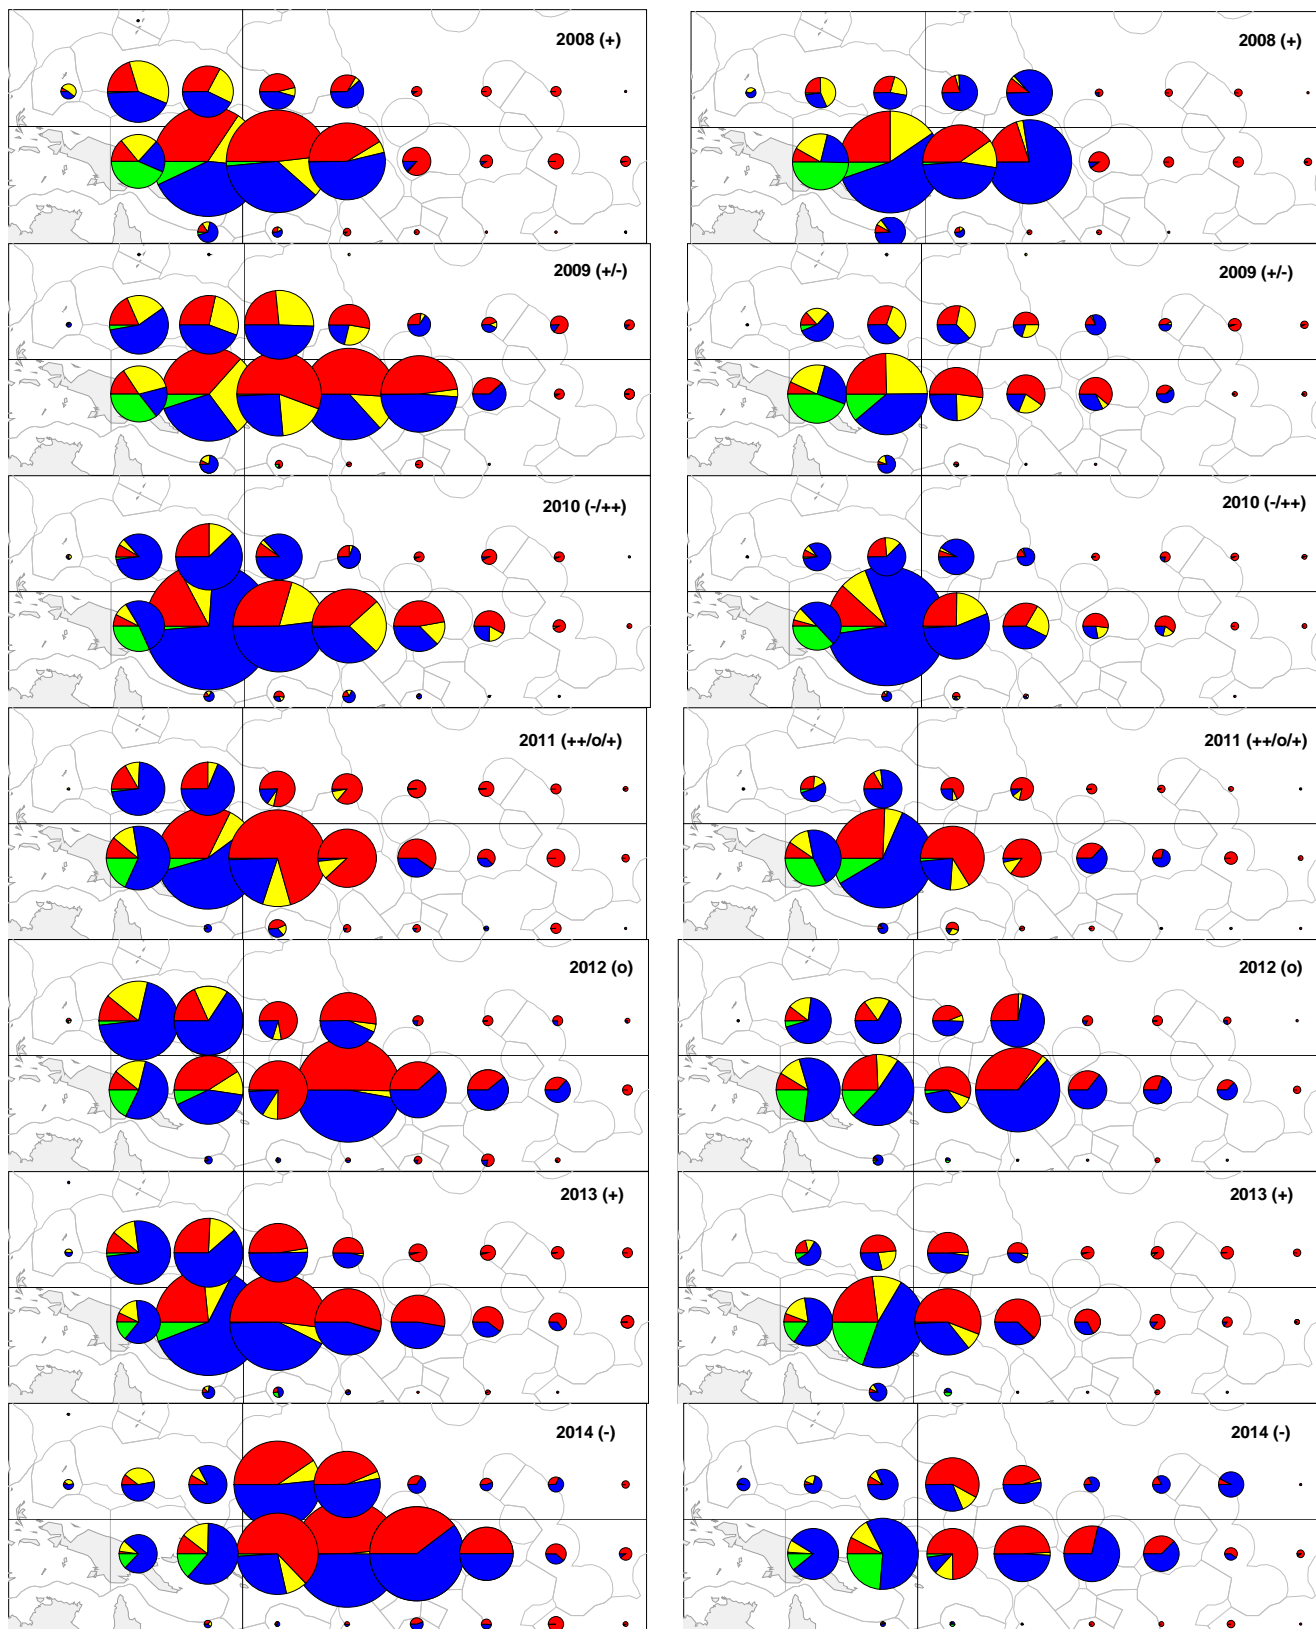 2008 (+)
2008 (+)
2009 (+/-)
2009 (+/-)
2010 (-/++)
2010 (-/++)
2011 (++/o/+)
2011 (++/o/+)
2012 (o)
2012 (o)
2013 (+)
2013 (+)
2014 (-)
2014 (-)